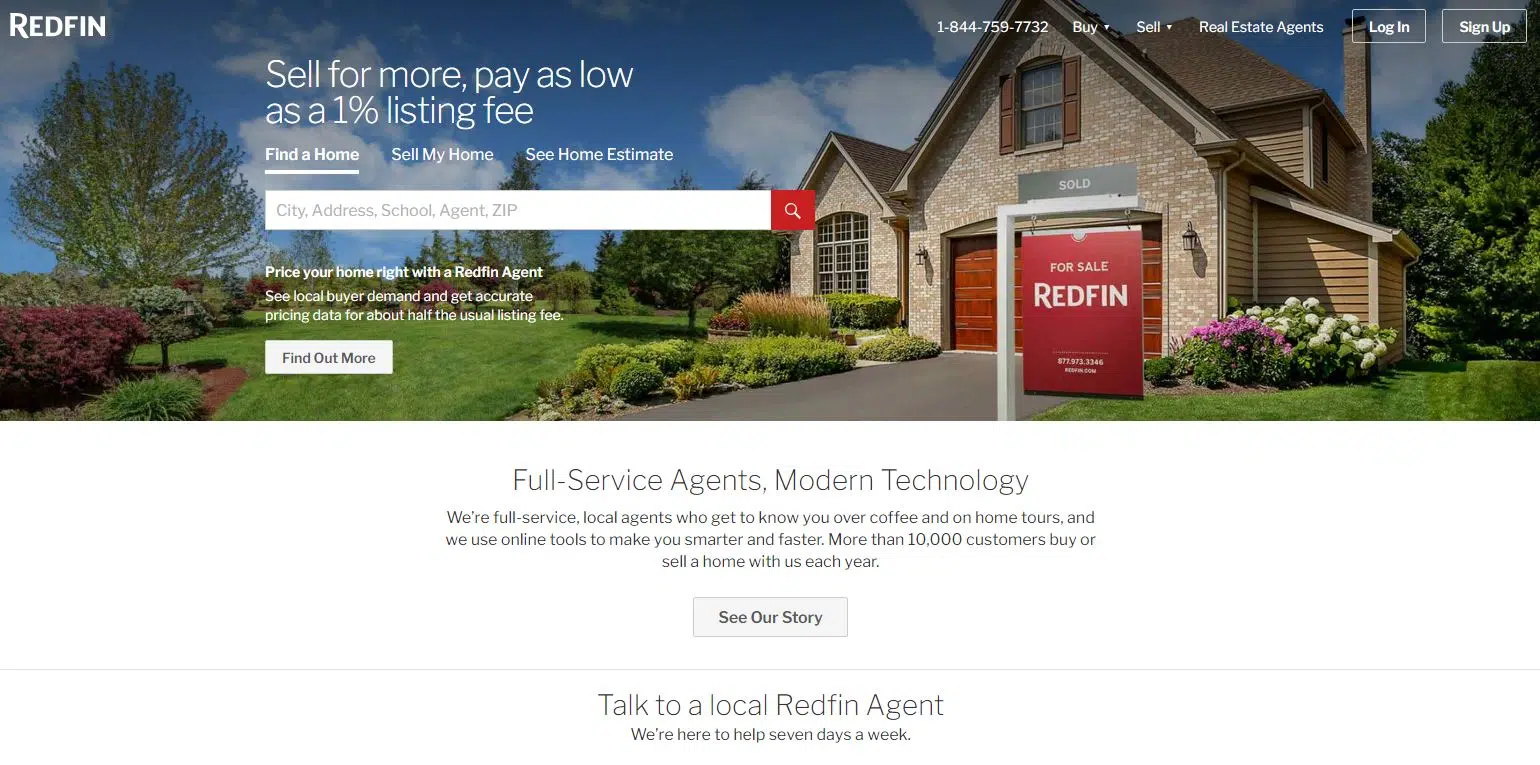 REDFIN
1-844-759-7732 Buy ▼ Sell ▼ Real Estate Agents Log In Sign Up
Sell for more, pay as low
as a 1% listing fee
Find a Home Sell My Home See Home Estimate
City, Address, School, Agent, ZIP
Price your home right with a Redfin Agent
See local buyer demand and get accurate
pricing data for about half the usual listing fee.
Find Out More
SOLD
FOR SALE
REDFIN
877.973.3346
REDFIN.COM
Full-Service Agents, Modern Technology
We’re full-service, local agents who get to know you over coffee and on home tours, and
we use online tools to make you smarter and faster. More than 10,000 customers buy or
sell a home with us each year.
See Our Story
Talk to a local Redfin Agent
We’re here to help seven days a week.